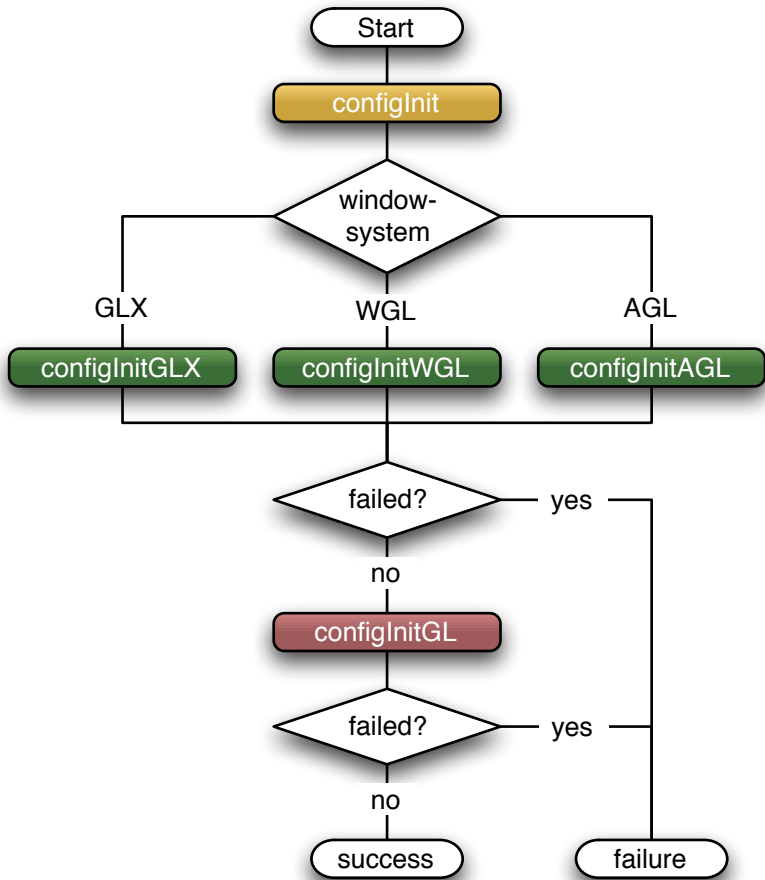 Start
configInit
window-
system
GLX
WGL
AGL
configInitGLX
configInitWGL
configInitAGL
failed?
yes
no
configInitGL
failed?
yes
no
success
failure